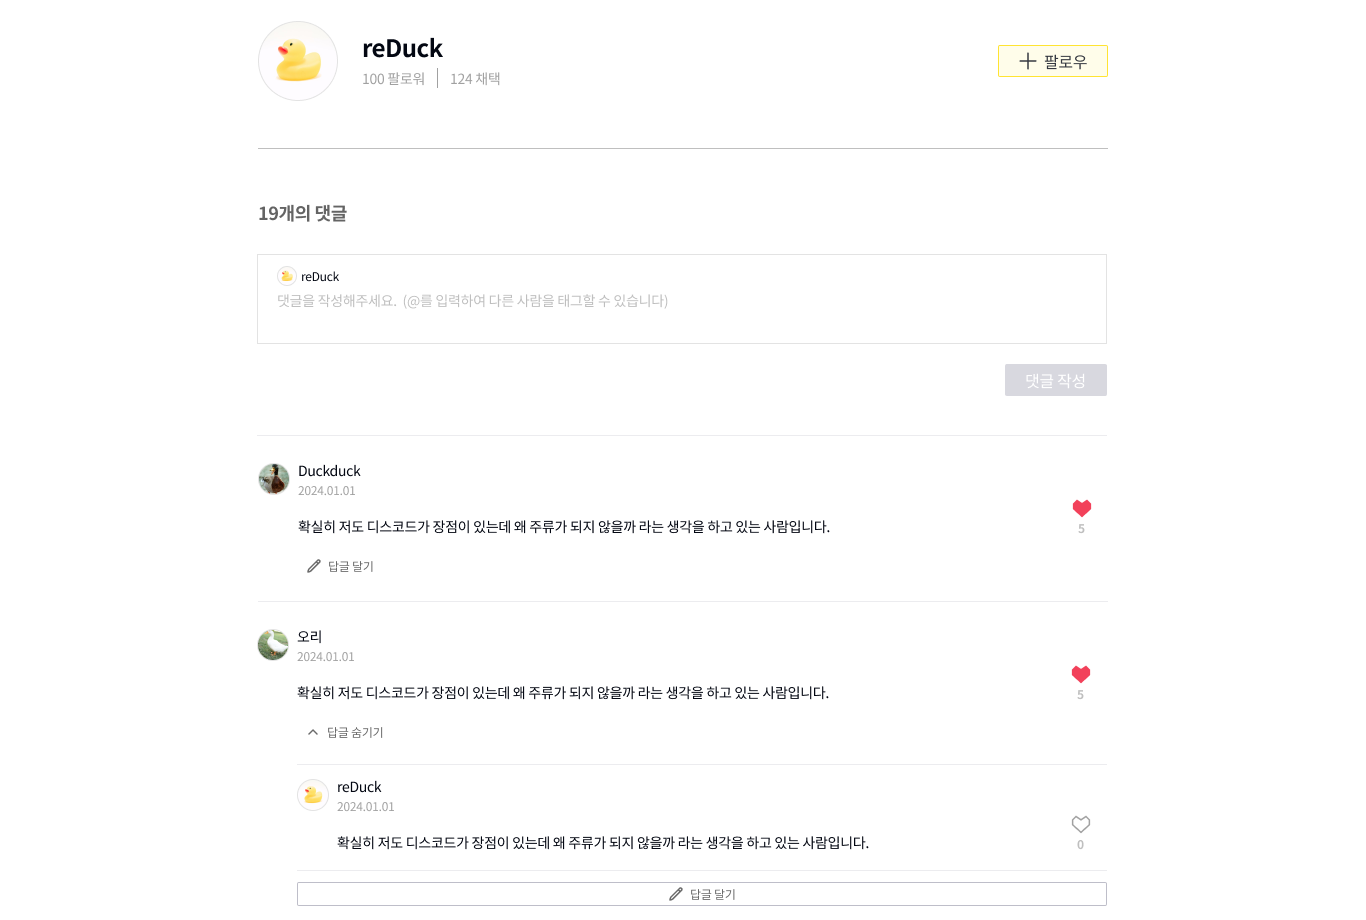 reDuck
100 팔로워 124 채택
팔로우
19개의 댓글
reDuck
댓글을 작성해주세요. (@를 입력하여 다른 사람을 태그할 수 있습니다)
댓글 작성
Duckduck
2024.01.01
확실히 저도 디스코드가 장점이 있는데 왜 주류가 되지 않을까 라는 생각을 하고 있는 사람입니다.
5
답글 달기
오리
2024.01.01
확실히 저도 디스코드가 장점이 있는데 왜 주류가 되지 않을까 라는 생각을 하고 있는 사람입니다.
5
답글 숨기기
reDuck
2024.01.01
확실히 저도 디스코드가 장점이 있는데 왜 주류가 되지 않을까 라는 생각을 하고 있는 사람입니다.
0
답글 달기